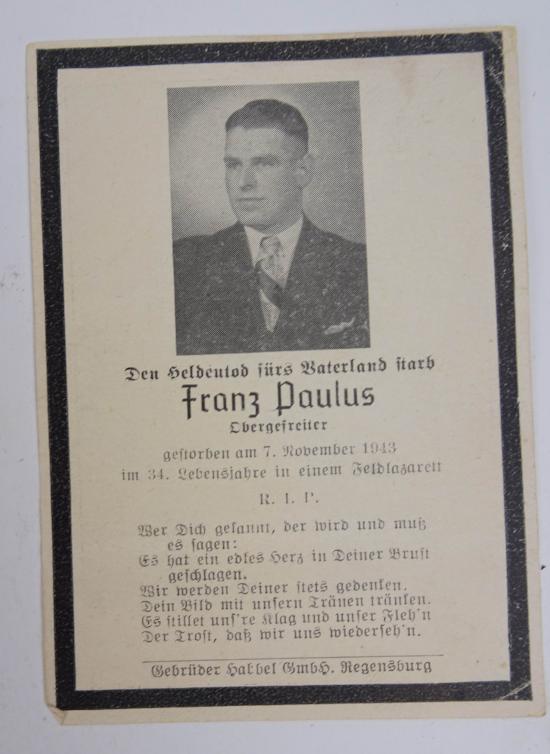 Den Heldentod fürs Vaterland starb
Franz Paulus
Obergefreiter
gestorben am 7. November 1943
im 34. Lebensjahre in einem Feldlazarett
R. I. P.
Wer Dich gekannt, der wird und muß
es sagen:
Es hat ein edles Herz in Deiner Brust
geschlagen.
Wir werden Deiner stets gedenken.
Dein Bild mit unsern Tränen tränken.
Es stillet uns're Klag und unser Fleh'n
Der Trost, daß wir uns wiederseh'n.
Gebrüder Habbel GmbH. Regensburg